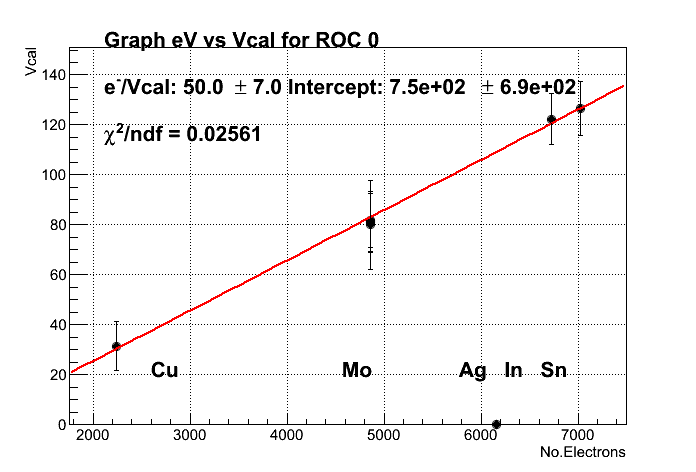 Graph eV vs Vcal for ROC 0
Vcal
e⁻/Vcal: 50.0 ± 7.0 Intercept: 7.5e+02 ± 6.9e+02
χ²/ndf = 0.02561
140
120
100
80
60
40
20
0
Cu Mo Ag In Sn
2000 3000 4000 5000 6000 7000
No.Electrons